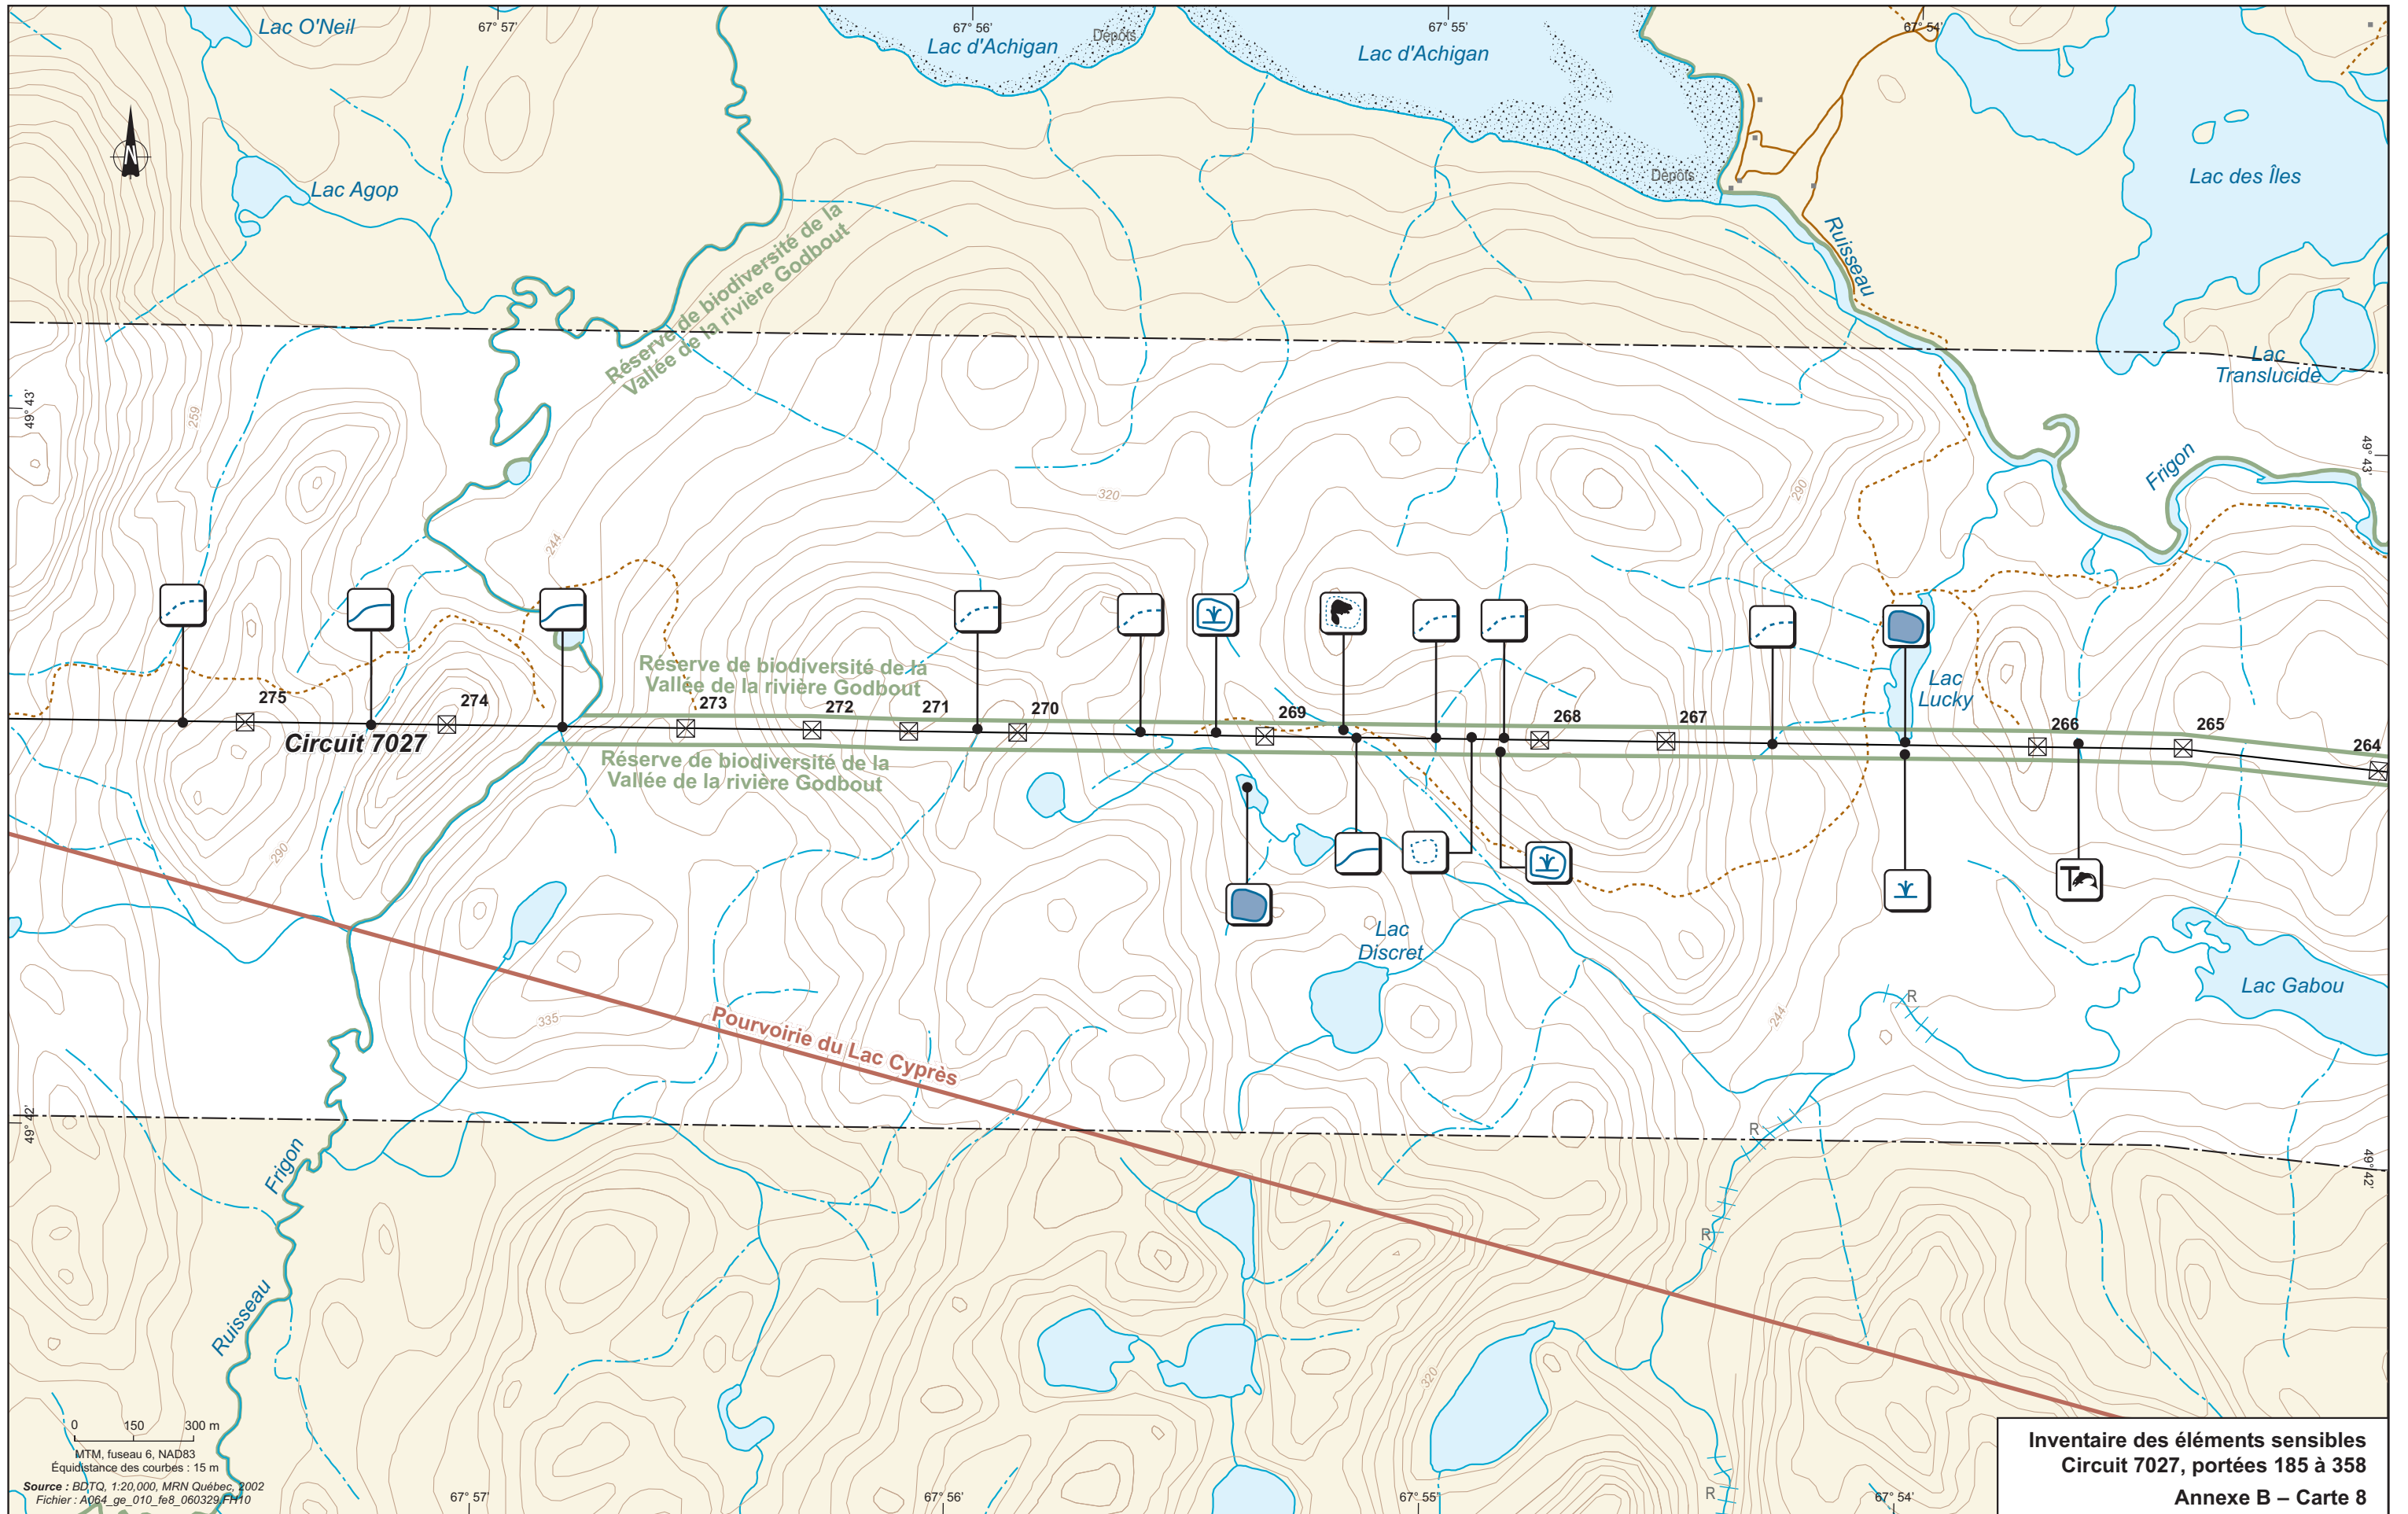 Lac O'Neil
67° 57'
67° 56'
Lac d'Achigan
Dépôts
67° 55'
Lac d'Achigan
67° 54'
N
Lac Agop
Dépôts
Lac des Îles
Ruisseau
Réserve de biodiversité de la
Vallée de la rivière Godbout
Lac
Translucide
49° 43'
259
49° 43'
Frigon
320
290
244
Réserve de biodiversité de la
Vallée de la rivière Godbout
Lac
Lucky
275
274
273
272
271
270
269
268
267
266
265
264
Circuit 7027
Réserve de biodiversité de la
Vallée de la rivière Godbout
290
T
Lac
Discret
Lac Gabou
R
335
244
Pourvoirie du Lac Cyprès
49° 42'
R
49° 42'
Frigon
R
Ruisseau
320
0 150 300 m
MTM, fuseau 6, NAD83
Équidistance des courbes : 15 m
Source : BDTQ, 1:20,000, MRN Québec, 2002
Fichier : A064_ge_010_fe8_060329.FH10
67° 57'
67° 56'
67° 55'
67° 54'
R
Inventaire des éléments sensibles
Circuit 7027, portées 185 à 358
Annexe B – Carte 8